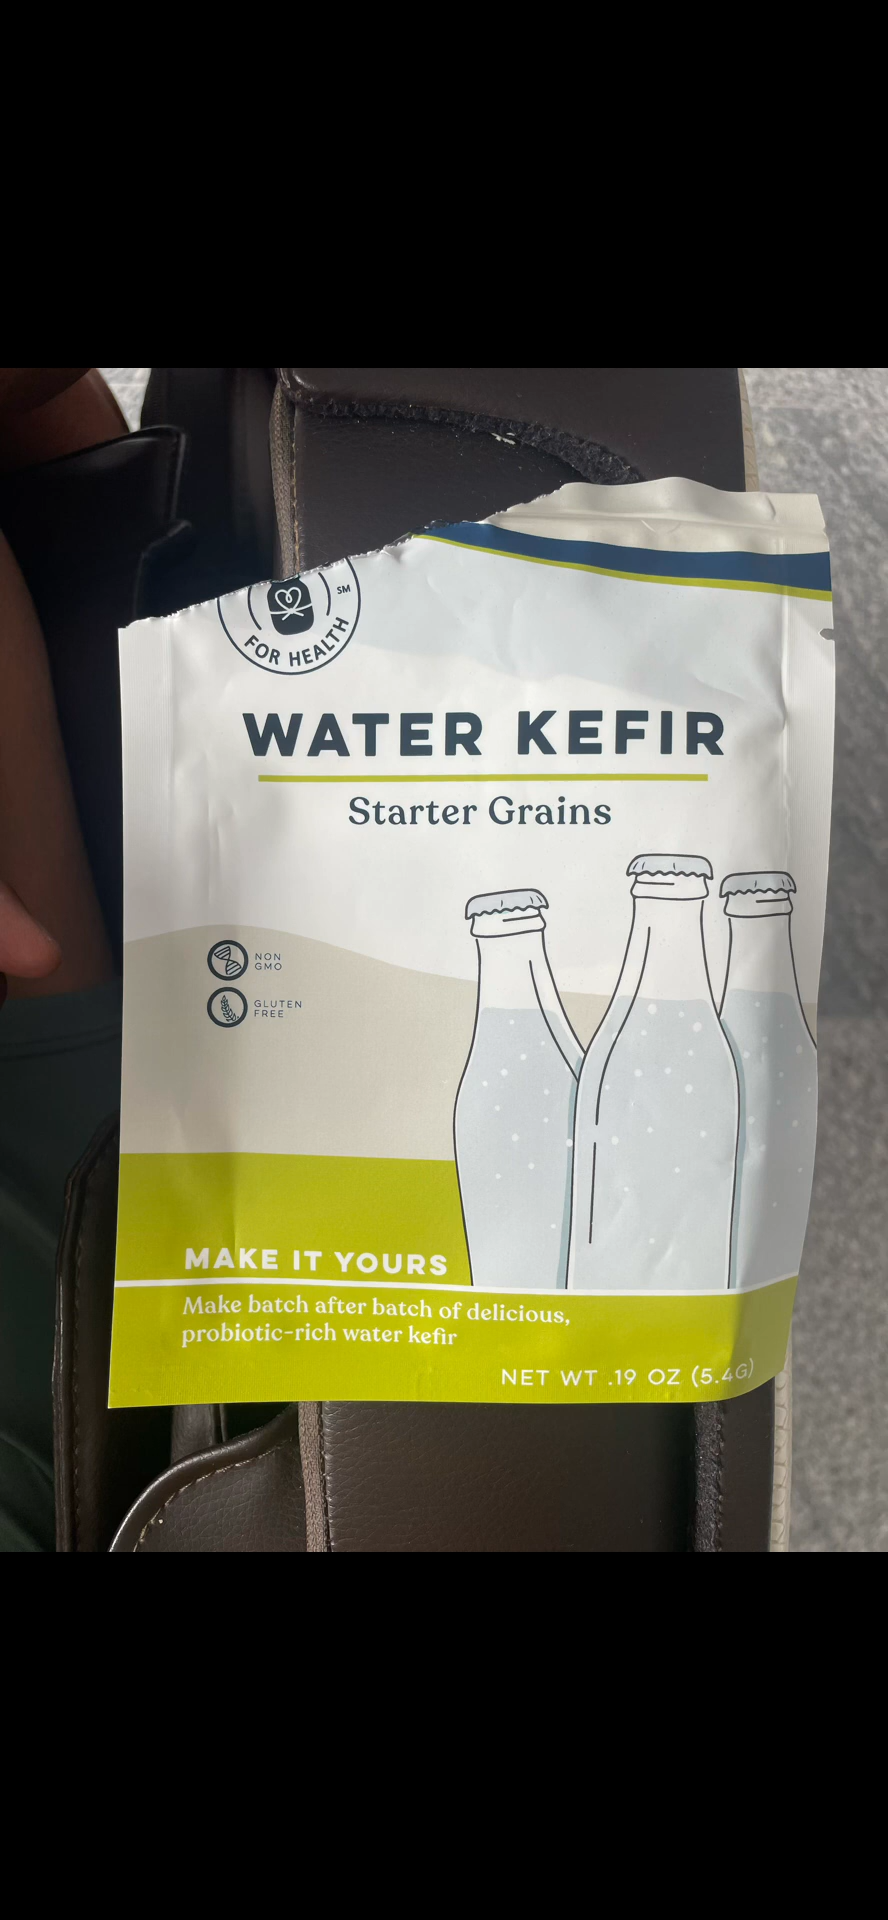 SM
FOR HEALTH
WATER KEFIR
Starter Grains
NON
GMO
GLUTEN
FREE
MAKE IT YOURS
Make batch after batch of delicious,
probiotic-rich water kefir
NET WT .19 OZ (5.4G)